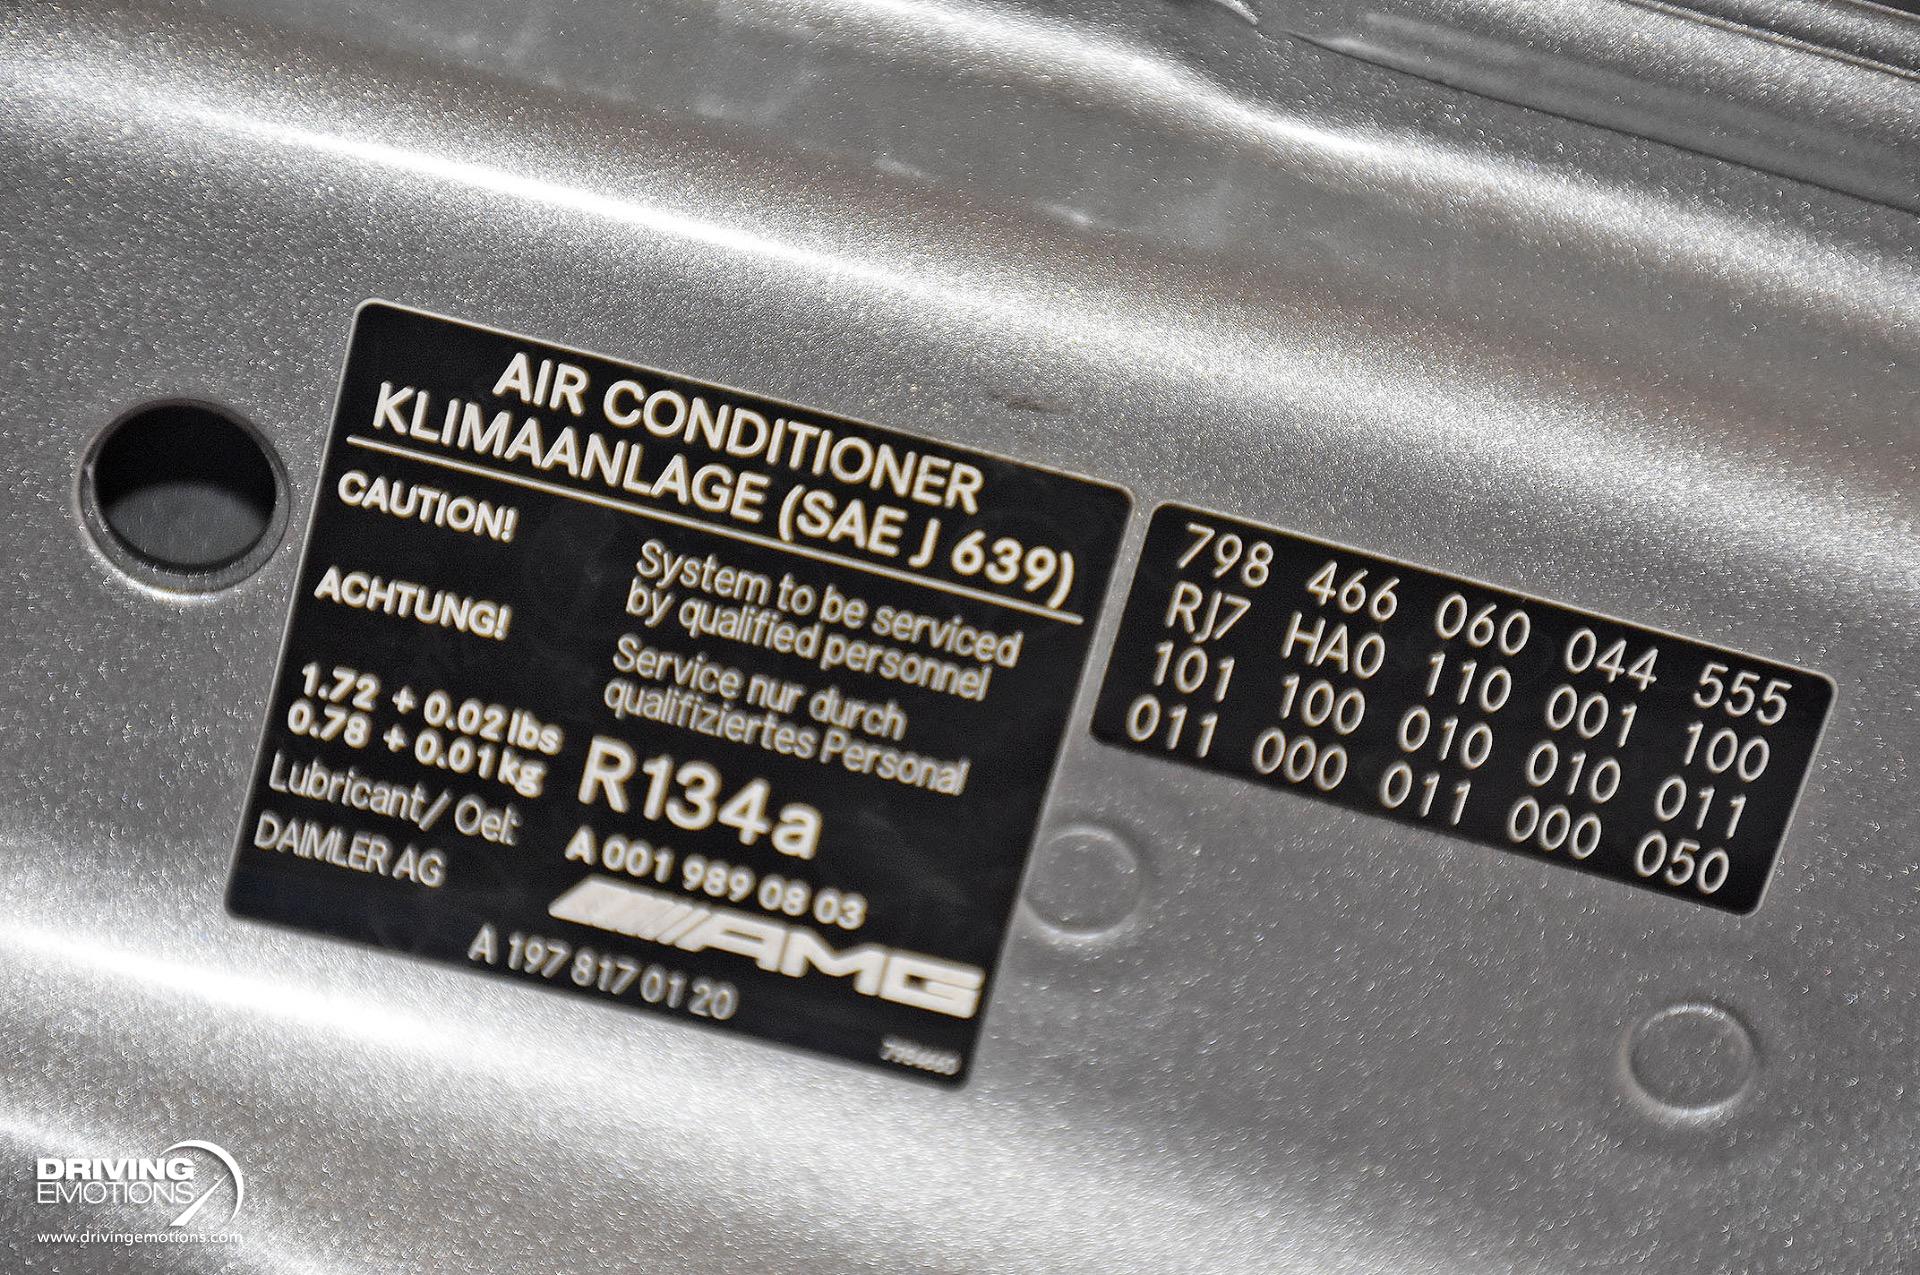 AIR CONDITIONER
KLIMAANLAGE (SAE J 639)
CAUTION!
System to be serviced
by qualified personnel
ACHTUNG!
Service nur durch
qualifiziertes Personal
1.72 + 0.02 lbs
0.78 + 0.01 kg
R134a
Lubricant/ Oel:
A 001 989 08 03
DAIMLER AG
AMG
A 197 817 01 20
798 466 060 044 555
RJ7 HA0 110 001 100
101 100 010 010 011
011 000 011 000 050
DRIVING
EMOTIONS
www.drivingemotions.com